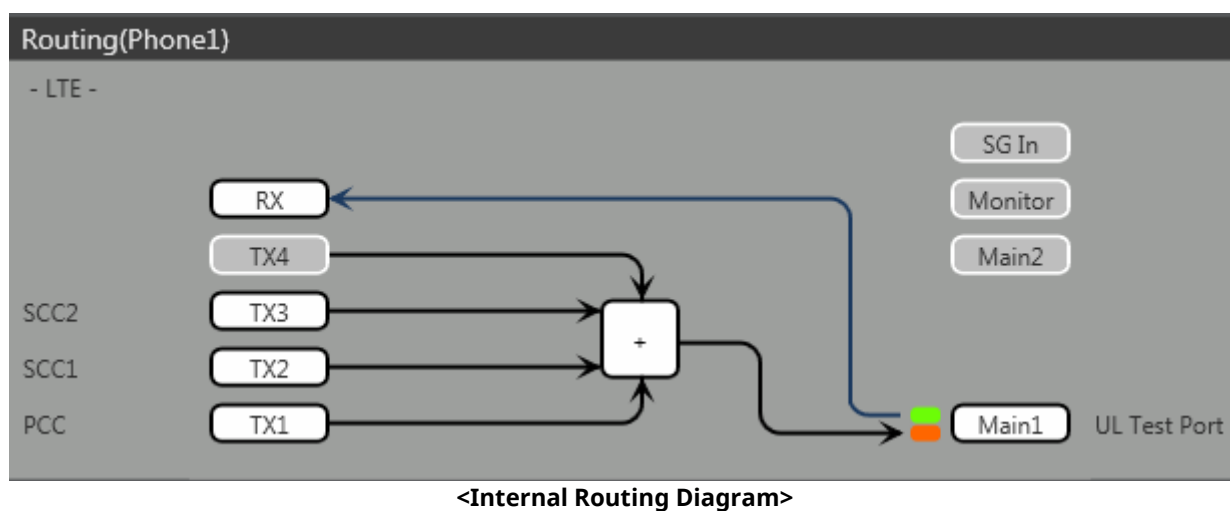 Routing(Phone1)
- LTE -
SG In
RX
Monitor
TX4
Main2
SCC2
TX3
+
SCC1
TX2
PCC
TX1
Main1
UL Test Port
<Internal Routing Diagram>